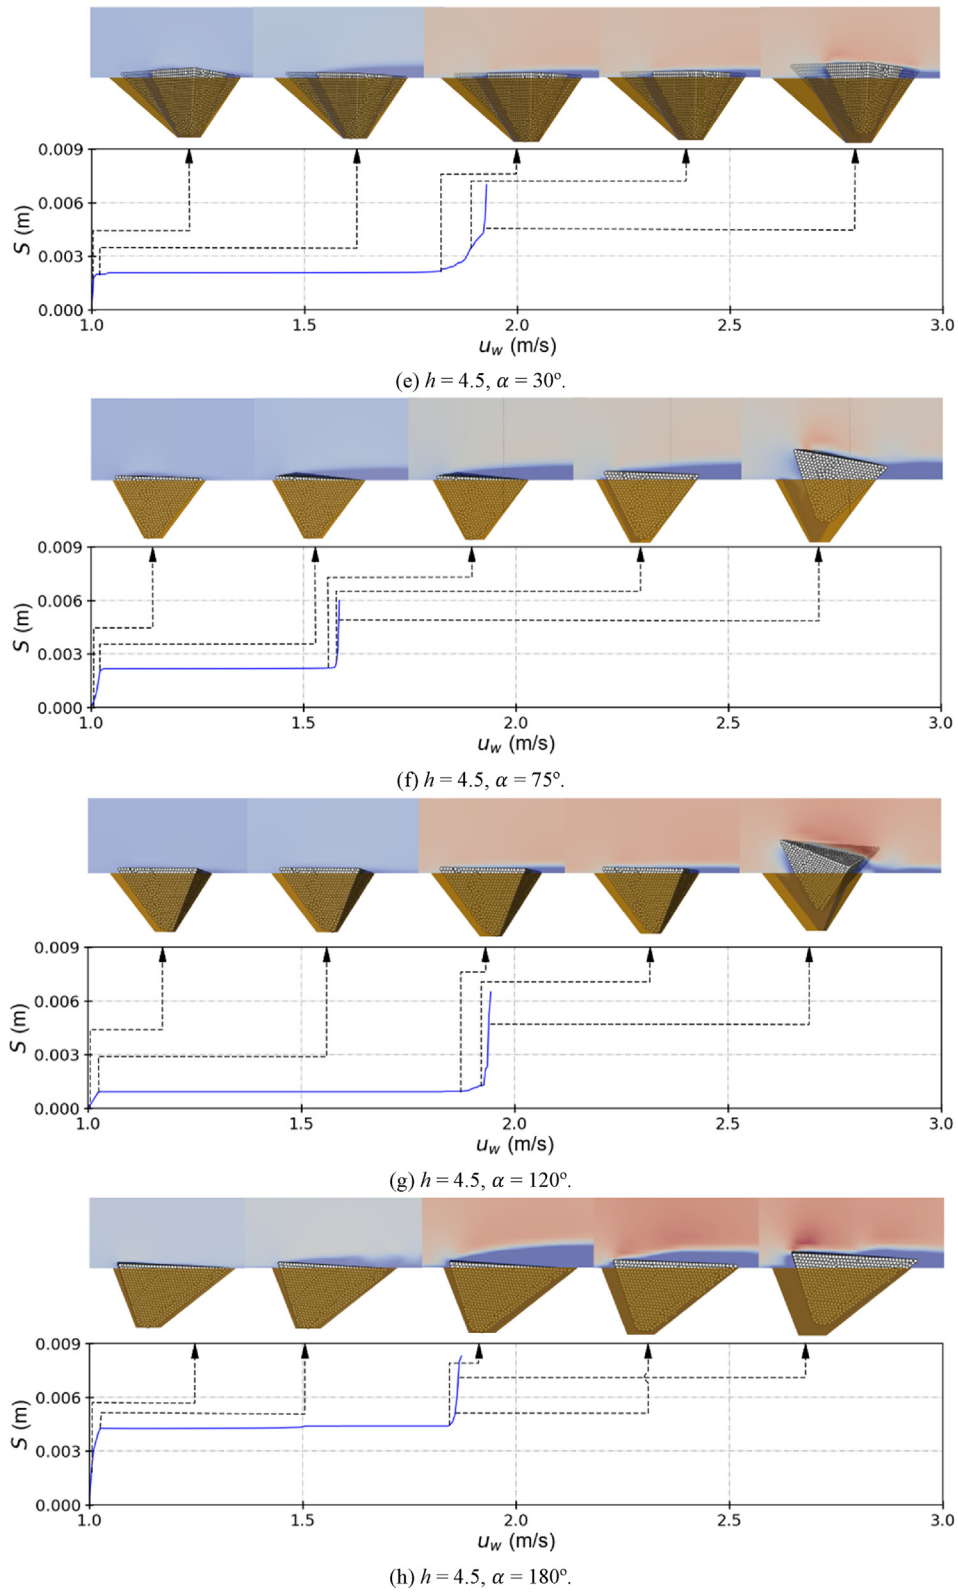 0.009
0.006
0.003
0.000
S (m)
1.0 1.5 2.0 2.5 3.0
u_w (m/s)
(e) h = 4.5, α = 30º.
0.009
0.006
0.003
0.000
S (m)
1.0 1.5 2.0 2.5 3.0
u_w (m/s)
(f) h = 4.5, α = 75º.
0.009
0.006
0.003
0.000
S (m)
1.0 1.5 2.0 2.5 3.0
u_w (m/s)
(g) h = 4.5, α = 120º.
0.009
0.006
0.003
0.000
S (m)
1.0 1.5 2.0 2.5 3.0
u_w (m/s)
(h) h = 4.5, α = 180º.